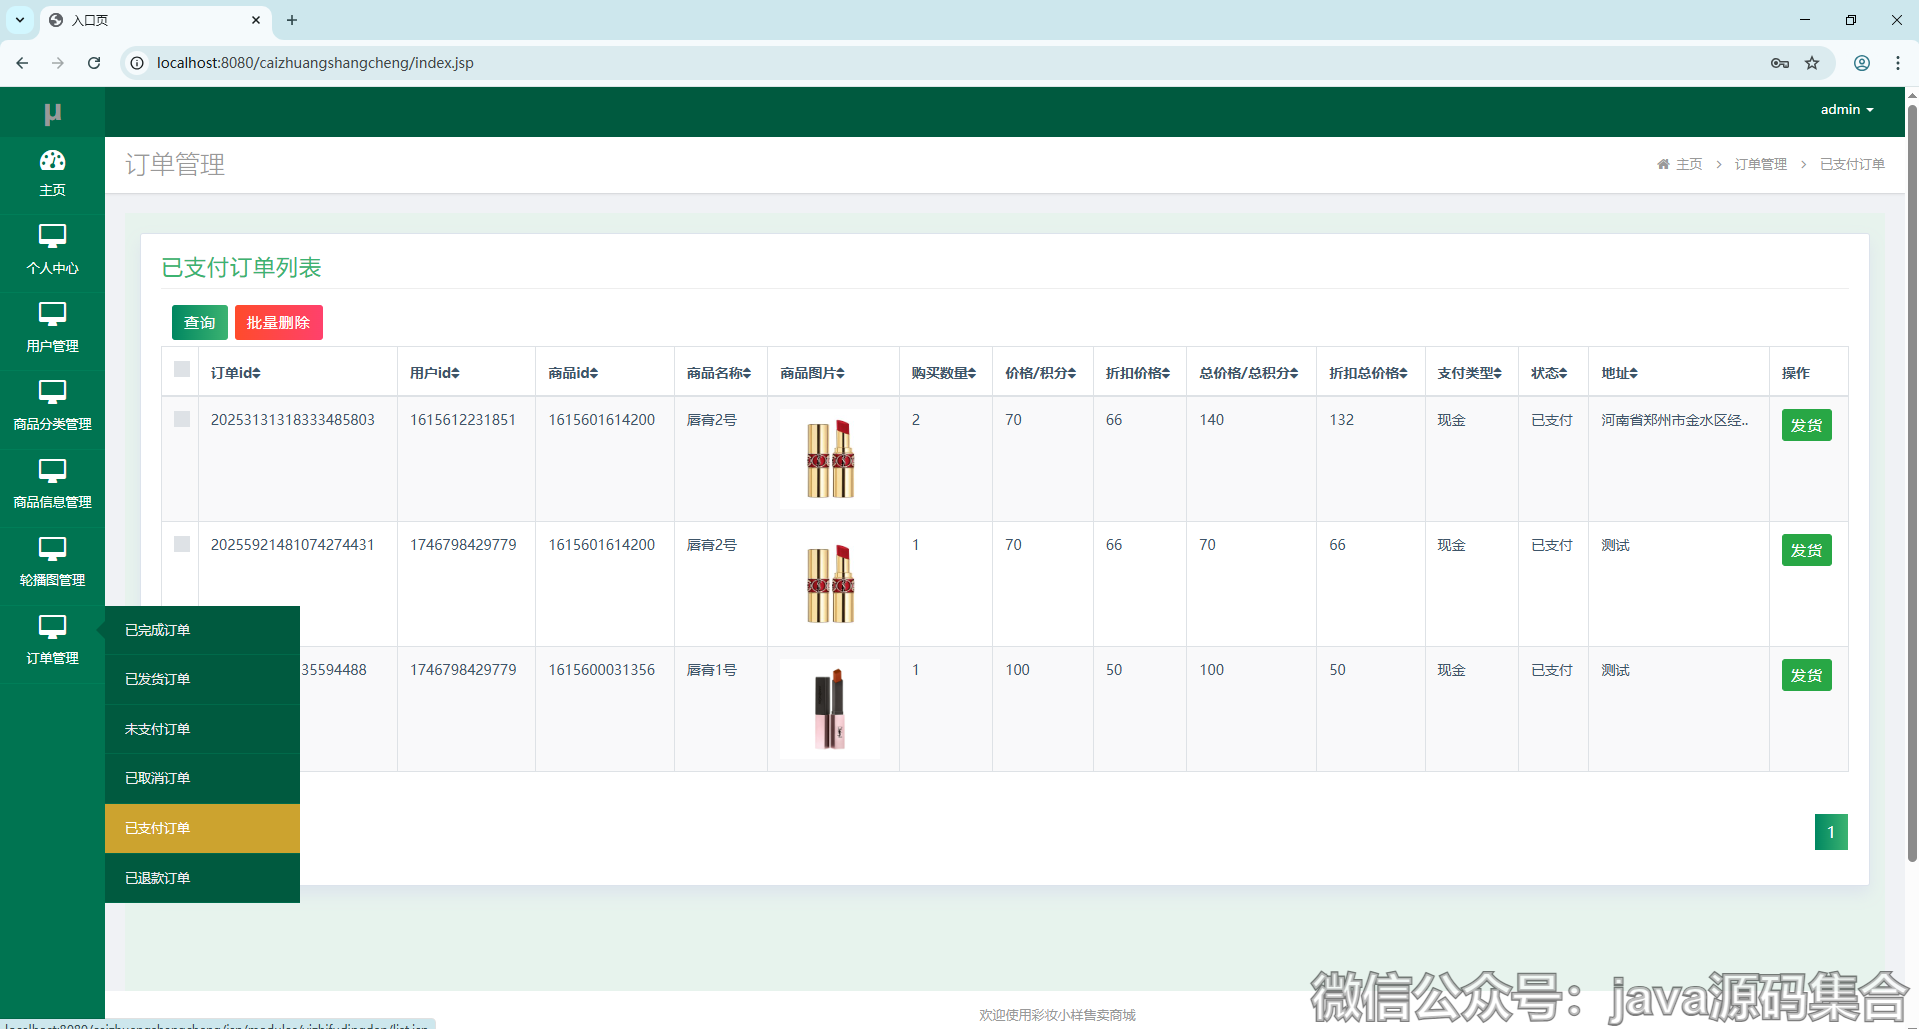 入口页
localhost:8080/caizhuangshangcheng/index.jsp
μ
admin
主页
个人中心
用户管理
商品分类管理
商品信息管理
轮播图管理
订单管理
订单管理
主页 > 订单管理 > 已支付订单
已支付订单列表
查询 批量删除
订单id 用户id 商品id 商品名称 商品图片 购买数量 价格/积分 折扣价格 总价格/总积分 折扣总价格 支付类型 状态 地址 操作
20253131318333485803 1615612231851 1615601614200 唇膏2号 2 70 66 140 132 现金 已支付 河南省郑州市金水区经.. 发货
20255921481074274431 1746798429779 1615601614200 唇膏2号 1 70 66 70 66 现金 已支付 测试 发货
35594488 1746798429779 1615600031356 唇膏1号 1 100 50 100 50 现金 已支付 测试 发货
已完成订单
已发货订单
未支付订单
已取消订单
已支付订单
已退款订单
1
微信公众号：java源码集合
欢迎使用彩妆小样售卖商城